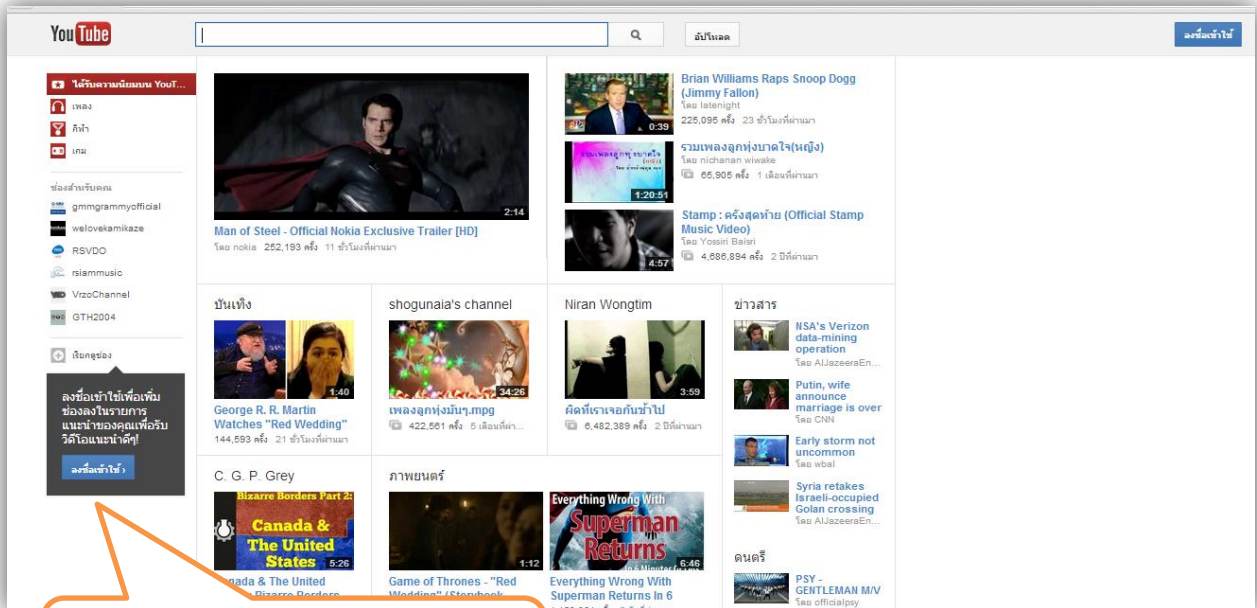 YouTube
อัปโหลด
ลงชื่อเข้าใช้
ได้รับความนิยมบน YouT...
เพลง
กีฬา
เกม
ช่องสำหรับคุณ
gmmgrammyofficial
welovekamikaze
RSVDO
rsiammusic
VrzoChannel
GTH2004
เรียกดูช่อง
ลงชื่อเข้าใช้เพื่อเพิ่ม
ช่องลงในรายการ
แนะนำของคุณเพื่อรับ
วิดีโอแนะนำดีๆ!
ลงชื่อเข้าใช้ ›
2:14
Man of Steel - Official Nokia Exclusive Trailer [HD]
โดย nokia 252,193 ครั้ง 11 ชั่วโมงที่ผ่านมา
0:39
Brian Williams Raps Snoop Dogg
(Jimmy Fallon)
โดย latenight
225,095 ครั้ง 23 ชั่วโมงที่ผ่านมา
1:20:51
รวมเพลงลูกทุ่งบาดใจ(หญิง)
โดย nichanan wiwake
65,905 ครั้ง 1 เดือนที่ผ่านมา
4:57
Stamp : ครั้งสุดท้าย (Official Stamp
Music Video)
โดย Yossiri Baisri
4,686,894 ครั้ง 2 ปีที่ผ่านมา
บันเทิง
1:40
George R. R. Martin
Watches "Red Wedding"
144,593 ครั้ง 21 ชั่วโมงที่ผ่านมา
shogunaia's channel
34:26
เพลงลูกทุ่งมันๆ.mpg
422,561 ครั้ง 5 เดือนที่ผ่า...
Niran Wongtim
3:59
ผิดที่เราเจอกันช้าไป
6,482,389 ครั้ง 2 ปีที่ผ่านมา
ข่าวสาร
NSA's Verizon
data-mining
operation
โดย AlJazeeraEn...
Putin, wife
announce
marriage is over
โดย CNN
Early storm not
uncommon
โดย wbal
Syria retakes
Israeli-occupied
Golan crossing
โดย AlJazeeraEn...
C. G. P. Grey
Bizarre Borders Part 2:
Canada &
The United
States
5:26
nada & The United
Bizarre Borders
ภาพยนตร์
1:12
Game of Thrones - "Red
Wedding" (Storybook
Everything Wrong With
Superman
Returns
In 6 Minutes
6:46
Everything Wrong With
Superman Returns In 6
ดนตรี
PSY -
GENTLEMAN M/V
โดย officialpsy